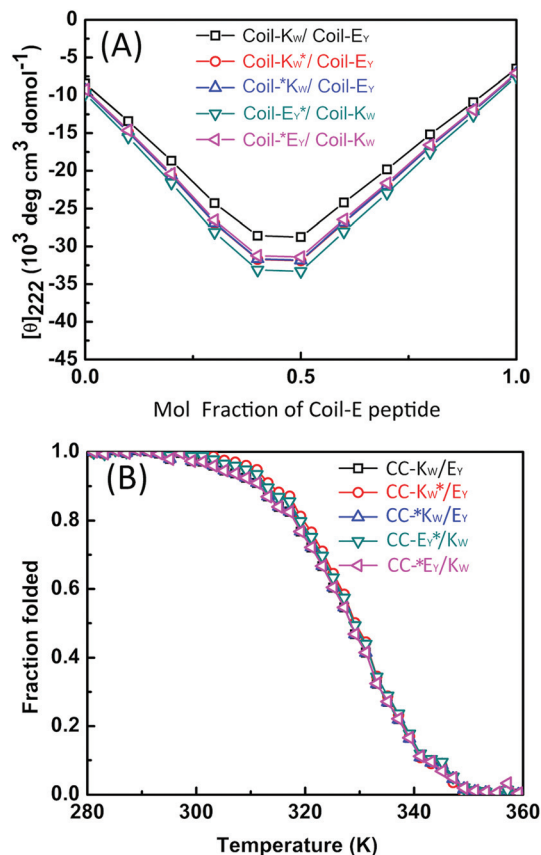 (A)
Coil-Kw/ Coil-EY
Coil-Kw*/ Coil-EY
Coil-*Kw/ Coil-EY
Coil-EY*/ Coil-Kw
Coil-*EY/ Coil-Kw
[θ]222 (10³ deg cm³ domol⁻¹)
0
-5
-10
-15
-20
-25
-30
-35
-40
-45
0.0 0.5 1.0
Mol Fraction of Coil-E peptide
(B)
CC-Kw/EY
CC-Kw*/EY
CC-*Kw/EY
CC-EY*/Kw
CC-*EY/Kw
Fraction folded
1.0
0.8
0.6
0.4
0.2
0.0
280 300 320 340 360
Temperature (K)